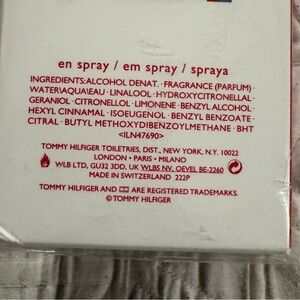 en spray / em spray / spraya
INGREDIENTS:ALCOHOL DENAT.·FRAGRANCE (PARFUM)·
WATER\AQUA\EAU·LINALOOL·HYDROXYCITRONELLAL·
GERANIOL·CITRONELLOL·LIMONENE·BENZYL ALCOHOL·
HEXYL CINNAMAL·ISOEUGENOL·BENZYL BENZOATE·
CITRAL·BUTYL METHOXYDIBENZOYLMETHANE·BHT
<ILN47690>
TOMMY HILFIGER TOILETRIES, DIST., NEW YORK, N.Y. 10022
LONDON · PARIS · MILANO
WLB LTD, GU32 3DD, UK WLBS NV, OEVEL BE-2260
MADE IN SWITZERLAND 222P
TOMMY HILFIGER AND ARE REGISTERED TRADEMARKS.
©TOMMY HILFIGER